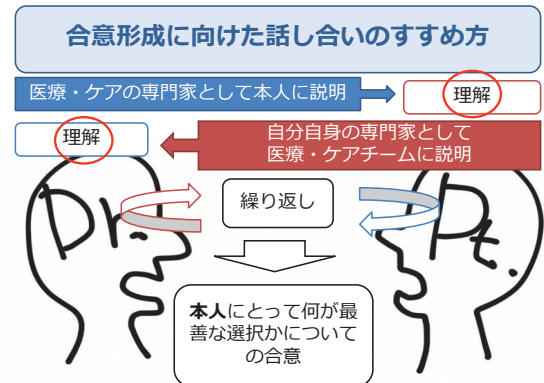 合意形成に向けた話し合いのすすめ方
医療・ケアの専門家として本人に説明
理解
理解
自分自身の専門家として
医療・ケアチームに説明
Dr.
繰り返し
Pt.
本人にとって何が最
善な選択かについて
の合意